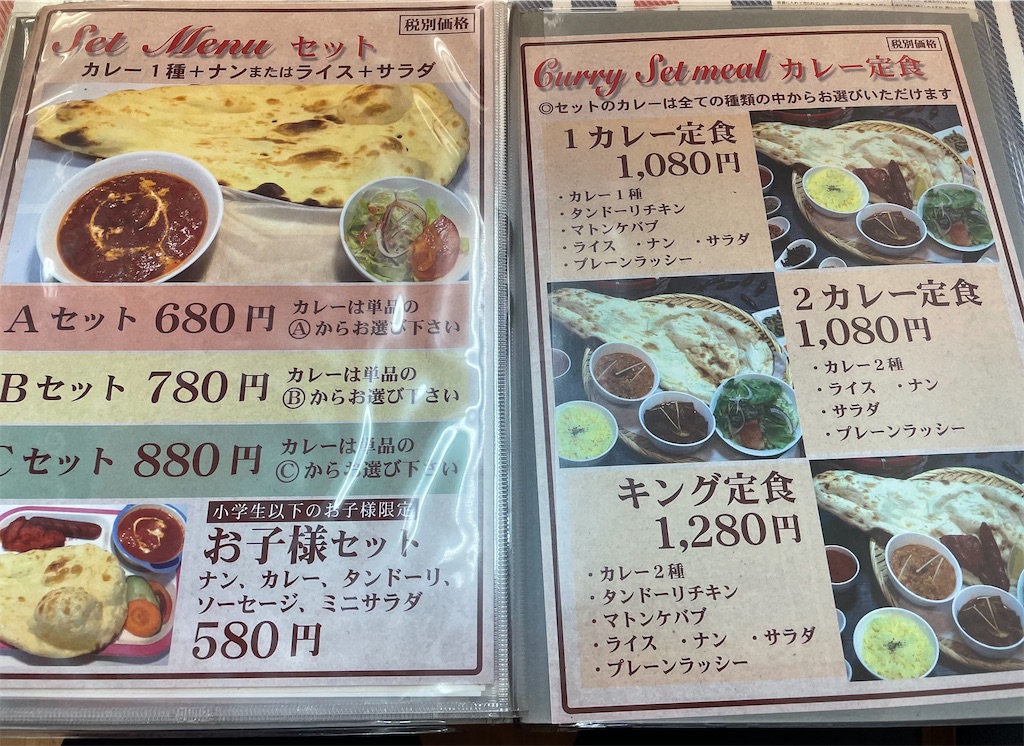 税別価格
Set Menu セット
カレー1種＋ナンまたはライス＋サラダ
Aセット 680円 カレーは単品の
Ⓐからお選び下さい
Bセット 780円 カレーは単品の
Ⓑからお選び下さい
Cセット 880円 カレーは単品の
Ⓒからお選び下さい
小学生以下のお子様限定
お子様セット
ナン、カレー、タンドーリ、
ソーセージ、ミニサラダ
580円
税別価格
Curry Set meal カレー定食
◎セットのカレーは全ての種類の中からお選びいただけます
1カレー定食
1,080円
・カレー1種
・タンドーリチキン
・マトンケバブ
・ライス ・ナン ・サラダ
・プレーンラッシー
2カレー定食
1,080円
・カレー2種
・ライス ・ナン
・サラダ
・プレーンラッシー
キング定食
1,280円
・カレー2種
・タンドーリチキン
・マトンケバブ
・ライス ・ナン ・サラダ
・プレーンラッシー